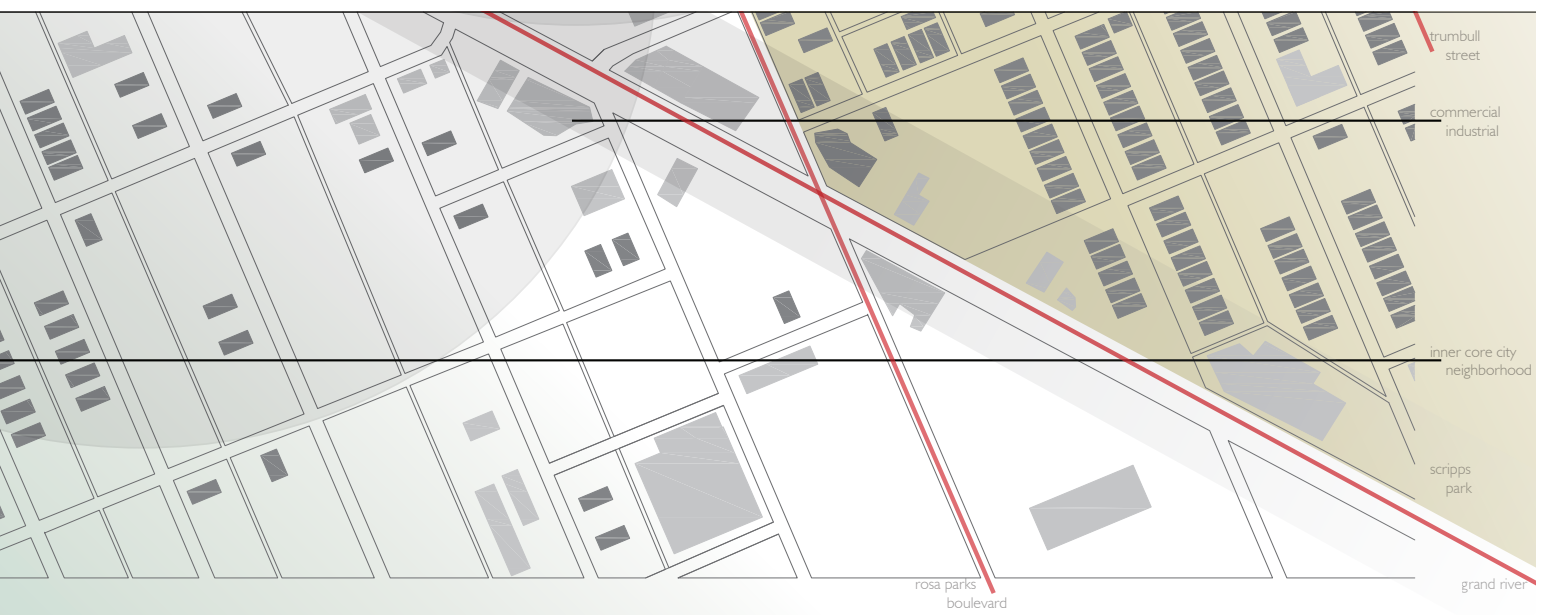 trumbull
street
commercial
industrial
inner core city
neighborhood
scripps
park
rosa parks
boulevard
grand river